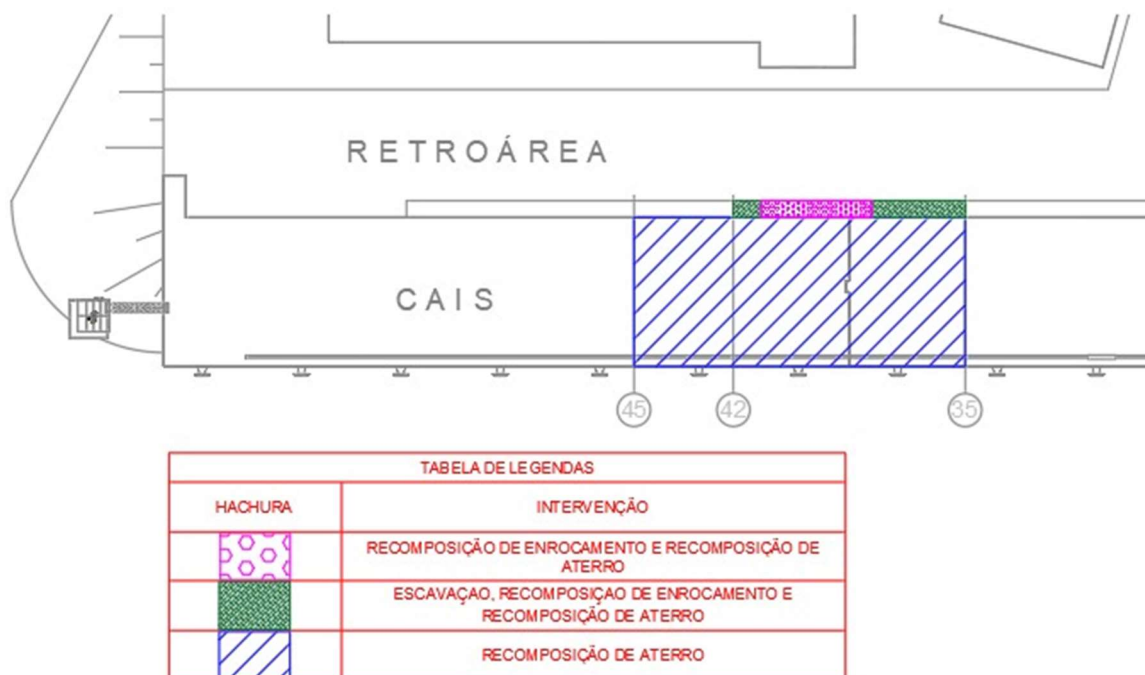 RETROÁREA
CAIS
45 42 35
TABELA DE LEGENDAS
HACHURA INTERVENÇÃO
RECOMPOSIÇÃO DE ENROCAMENTO E RECOMPOSIÇÃO DE
ATERRO
ESCAVAÇAO, RECOMPOSIÇAO DE ENROCAMENTO E
RECOMPOSIÇÃO DE ATERRO
RECOMPOSIÇÃO DE ATERRO